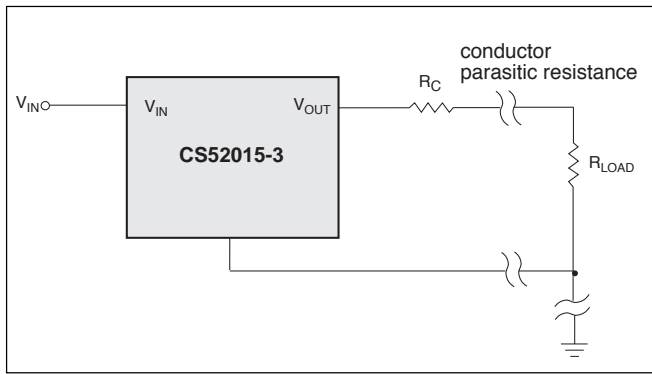 conductor
parasitic resistance
R_C
V_IN
V_IN
V_OUT
CS52015-3
R_LOAD